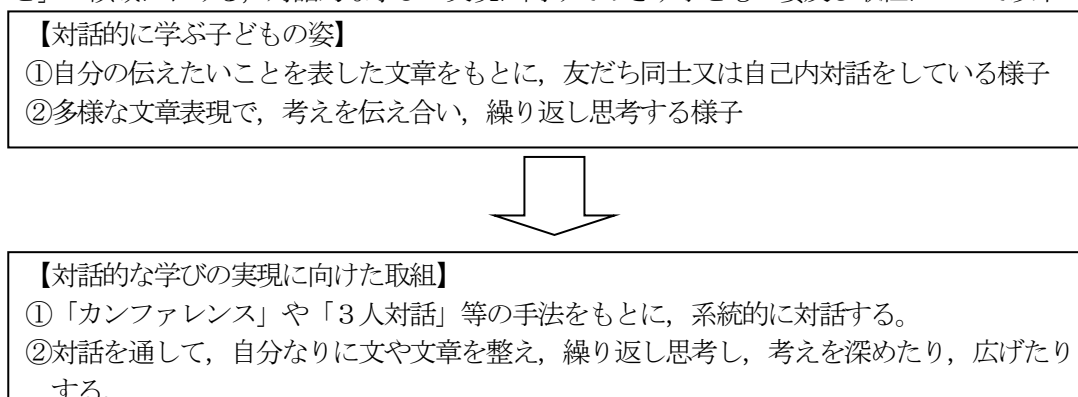 【対話的に学ぶ子どもの姿】
①自分の伝えたいことを表した文章をもとに，友だち同士又は自己内対話をしている様子
②多様な文章表現で，考えを伝え合い，繰り返し思考する様子
【対話的な学びの実現に向けた取組】
①「カンファレンス」や「３人対話」等の手法をもとに，系統的に対話する。
②対話を通して，自分なりに文や文章を整え，繰り返し思考し，考えを深めたり，広げたり
する。